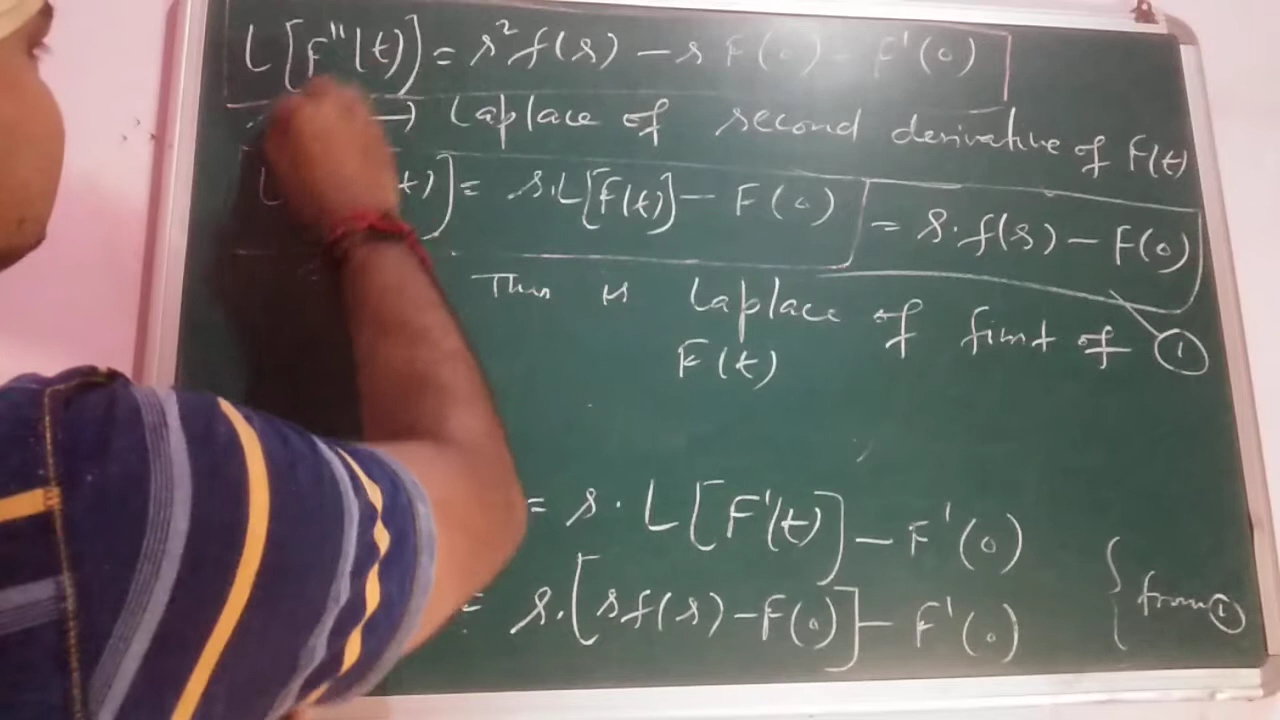 L[F''(t)] = s²f(s) - s F(0) - F'(0)
→ Laplace of second derivative of F(t)
t)] = s.L[F(t)] - F(0) = s.f(s) - F(0)
This is Laplace of first of ①
F(t)
= s. L[F'(t)] - F'(0)
= s.[sf(s) - F(0)] - F'(0) { from ①